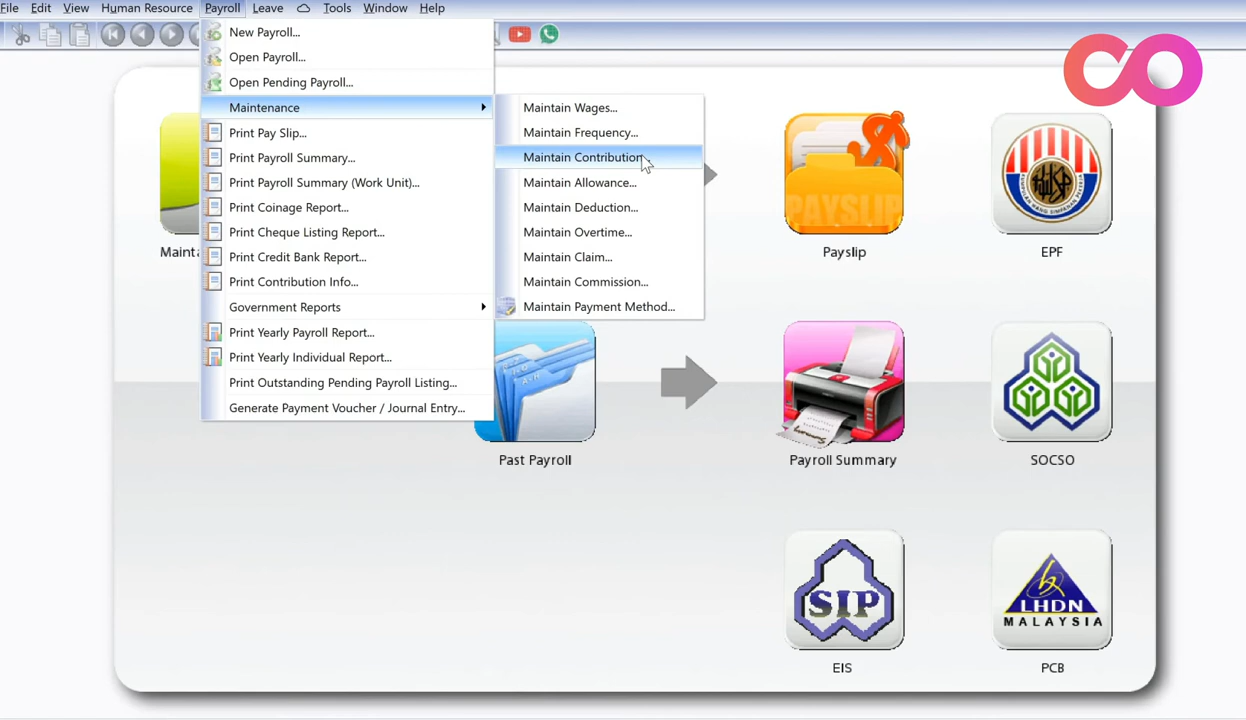 File Edit View Human Resource Payroll Leave Tools Window Help
New Payroll...
Open Payroll...
Open Pending Payroll...
Maintenance
Print Pay Slip...
Print Payroll Summary...
Print Payroll Summary (Work Unit)...
Print Coinage Report...
Print Cheque Listing Report...
Print Credit Bank Report...
Print Contribution Info...
Government Reports
Print Yearly Payroll Report...
Print Yearly Individual Report...
Print Outstanding Pending Payroll Listing...
Generate Payment Voucher / Journal Entry...
Maintain Wages...
Maintain Frequency...
Maintain Contribution...
Maintain Allowance...
Maintain Deduction...
Maintain Overtime...
Maintain Claim...
Maintain Commission...
Maintain Payment Method...
CO
PAYSLIP
Payslip
EPF
Past Payroll
Payroll Summary
SOCSO
SIP
EIS
LHDN
MALAYSIA
PCB